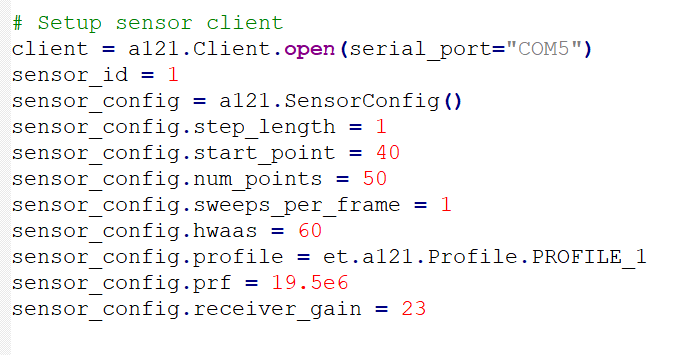 # Setup sensor client
client = a121.Client.open(serial_port="COM5")
sensor_id = 1
sensor_config = a121.SensorConfig()
sensor_config.step_length = 1
sensor_config.start_point = 40
sensor_config.num_points = 50
sensor_config.sweeps_per_frame = 1
sensor_config.hwaas = 60
sensor_config.profile = et.a121.Profile.PROFILE_1
sensor_config.prf = 19.5e6
sensor_config.receiver_gain = 23